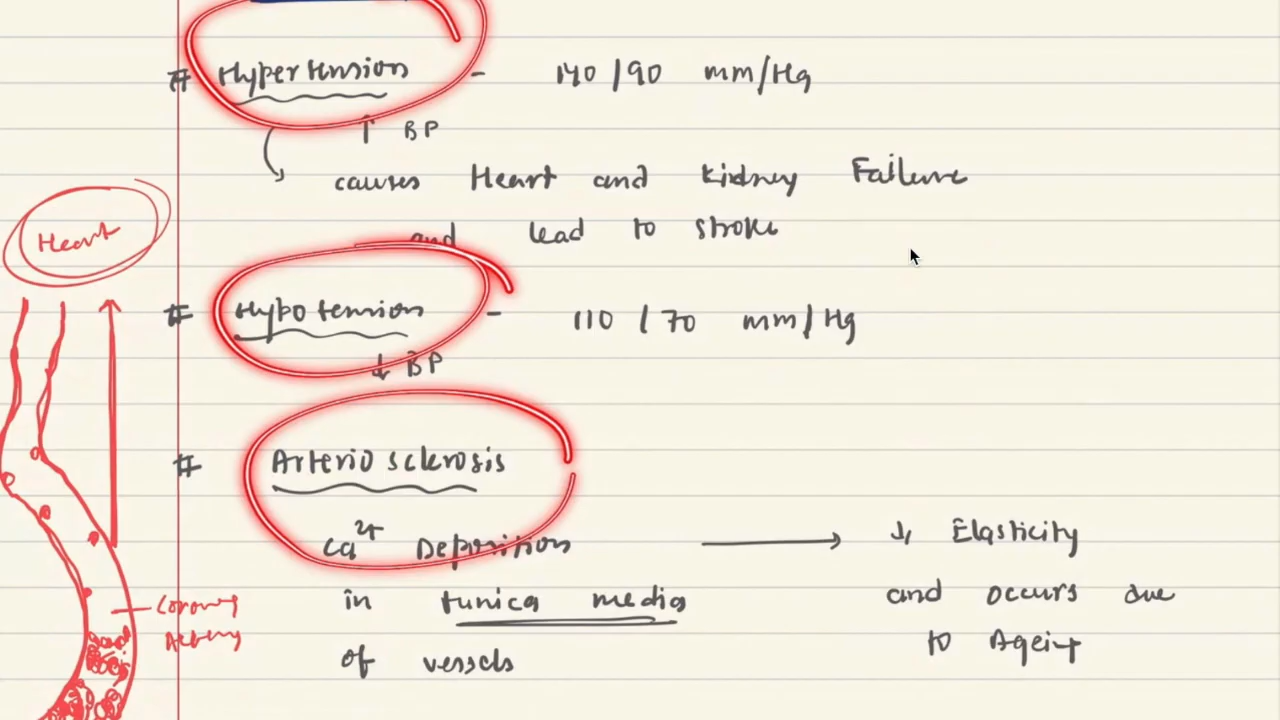 # Hypertension - 140/90 mm/Hg
↑ BP
causes Heart and Kidney Failure
and lead to stroke
Heart
# Hypotension - 110/70 mm/Hg
↓ BP
# Arterio sclerosis
Ca2+ Deposition → ↓ Elasticity
in tunica media and occurs due
of vessels to Ageing
Coronary
Artery